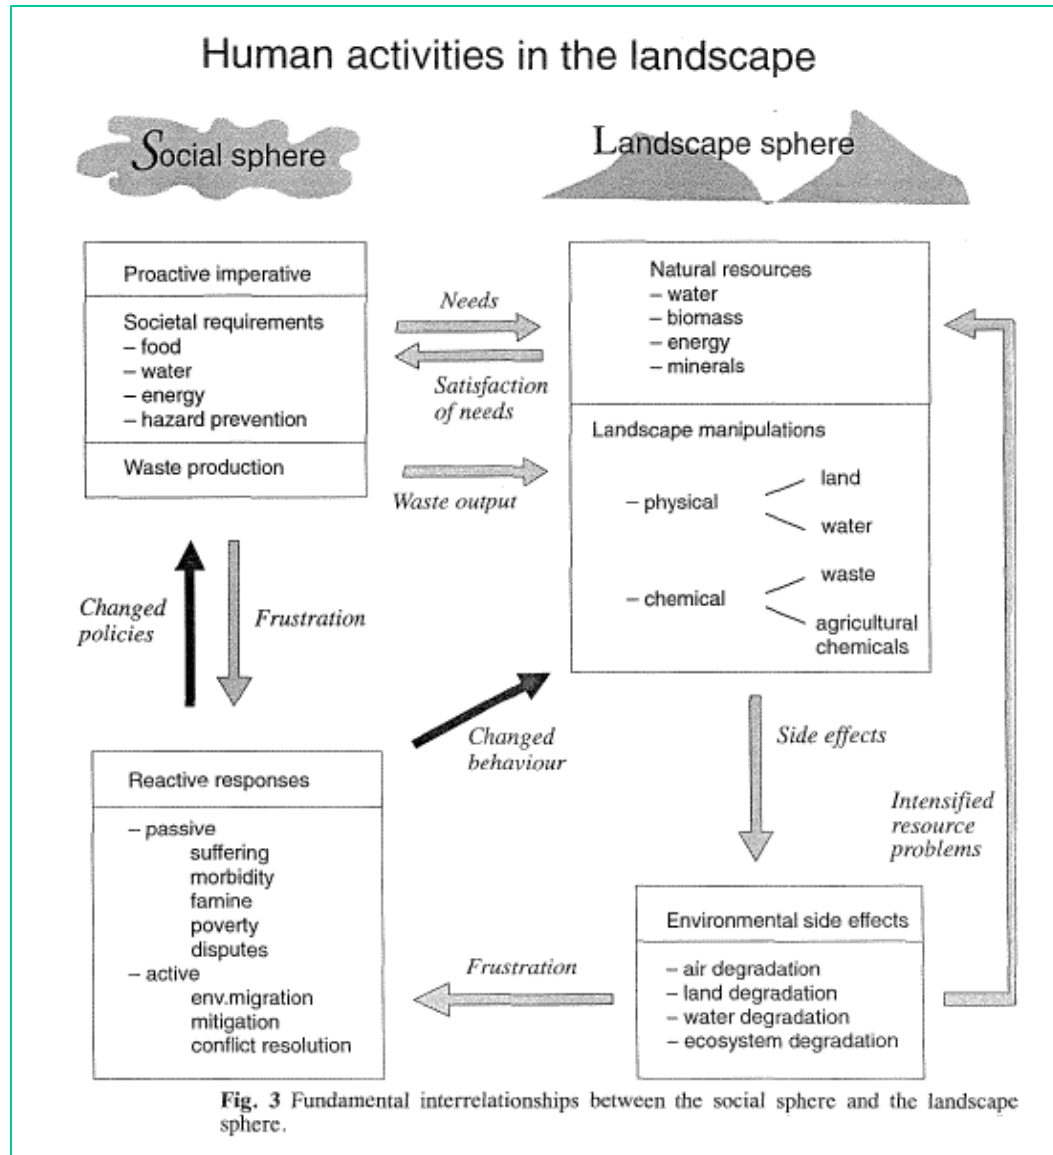 Human activities in the landscape
Social sphere
Landscape sphere
Proactive imperative
Societal requirements
– food
– water
– energy
– hazard prevention
Waste production
Needs
Satisfaction
of needs
Waste output
Natural resources
– water
– biomass
– energy
– minerals
Landscape manipulations
– physical
land
water
– chemical
waste
agricultural
chemicals
Changed
policies
Frustration
Changed
behaviour
Side effects
Intensified
resource
problems
Reactive responses
– passive
suffering
morbidity
famine
poverty
disputes
– active
env.migration
mitigation
conflict resolution
Frustration
Environmental side effects
– air degradation
– land degradation
– water degradation
– ecosystem degradation
Fig. 3 Fundamental interrelationships between the social sphere and the landscape
sphere.